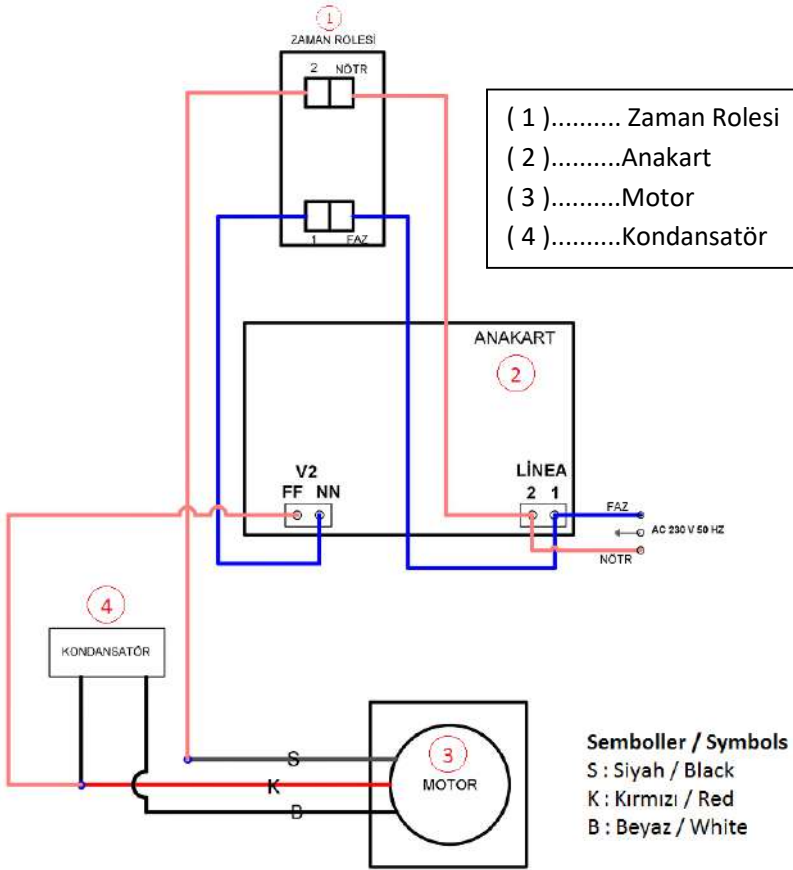 1
ZAMAN ROLESİ
2 NÖTR
1 FAZ
( 1 ).......... Zaman Rolesi
( 2 )..........Anakart
( 3 )..........Motor
( 4 )..........Kondansatör
ANAKART
2
V2
FF NN
LİNEA
2 1
FAZ
AC 230 V 50 HZ
NÖTR
4
KONDANSATÖR
S
K
B
3
MOTOR
Semboller / Symbols
S : Siyah / Black
K : Kırmızı / Red
B : Beyaz / White